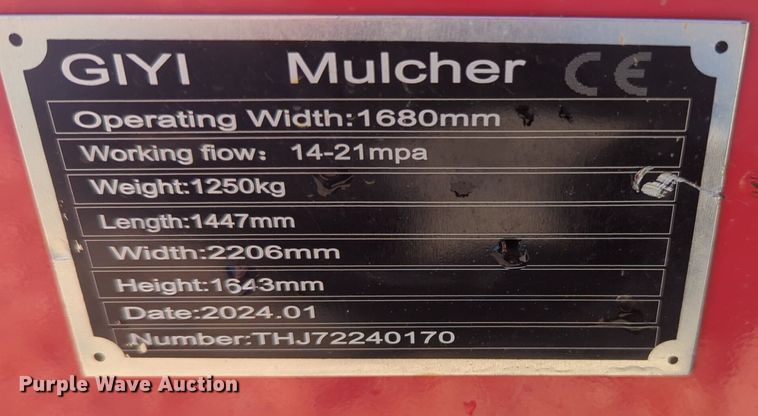 GIYI Mulcher CE
Operating Width:1680mm
Working flow: 14-21mpa
Weight:1250kg
Length:1447mm
Width:2206mm
Height:1643mm
Date:2024.01
Number:THJ72240170
Purple Wave Auction